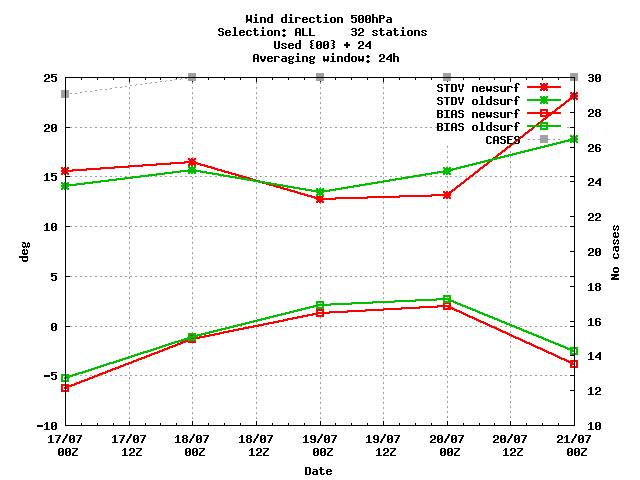 Wind direction 500hPa
Selection: ALL 32 stations
Used {00} + 24
Averaging window: 24h
STDV newsurf
STDV oldsurf
BIAS newsurf
BIAS oldsurf
CASES
25
20
15
10
5
0
-5
-10
deg
30
28
26
24
22
20
18
16
14
12
10
No cases
17/07 17/07 18/07 18/07 19/07 19/07 20/07 20/07 21/07
00Z 12Z 00Z 12Z 00Z 12Z 00Z 12Z 00Z
Date